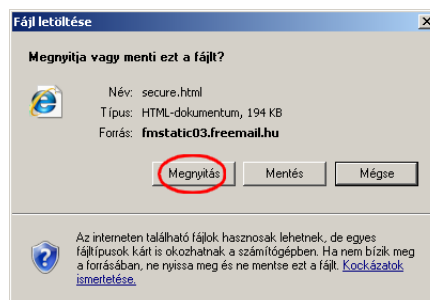 Fájl letöltése
Megnyitja vagy menti ezt a fájlt?
Név: secure.html
Típus: HTML-dokumentum, 194 KB
Forrás: fmstatic03.freemail.hu
Megnyitás Mentés Mégse
Az interneten található fájlok hasznosak lehetnek, de egyes
fájltípusok kárt is okozhatnak a számítógépben. Ha nem bízik meg
a forrásában, ne nyissa meg és ne mentse ezt a fájlt. Kockázatok
ismertetése.